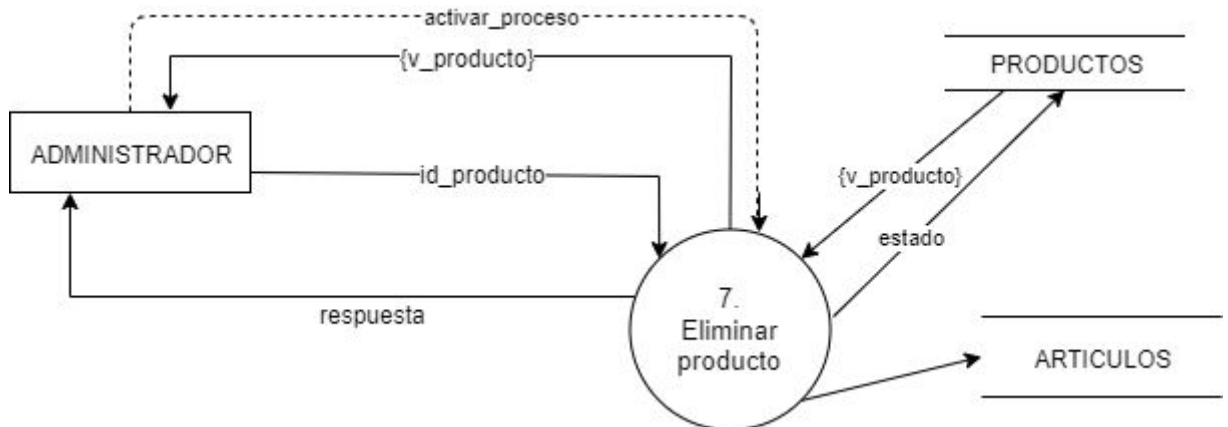 activar_proceso
{v_producto}
PRODUCTOS
ADMINISTRADOR
id_producto
{v_producto}
estado
respuesta
7.
Eliminar
producto
ARTICULOS